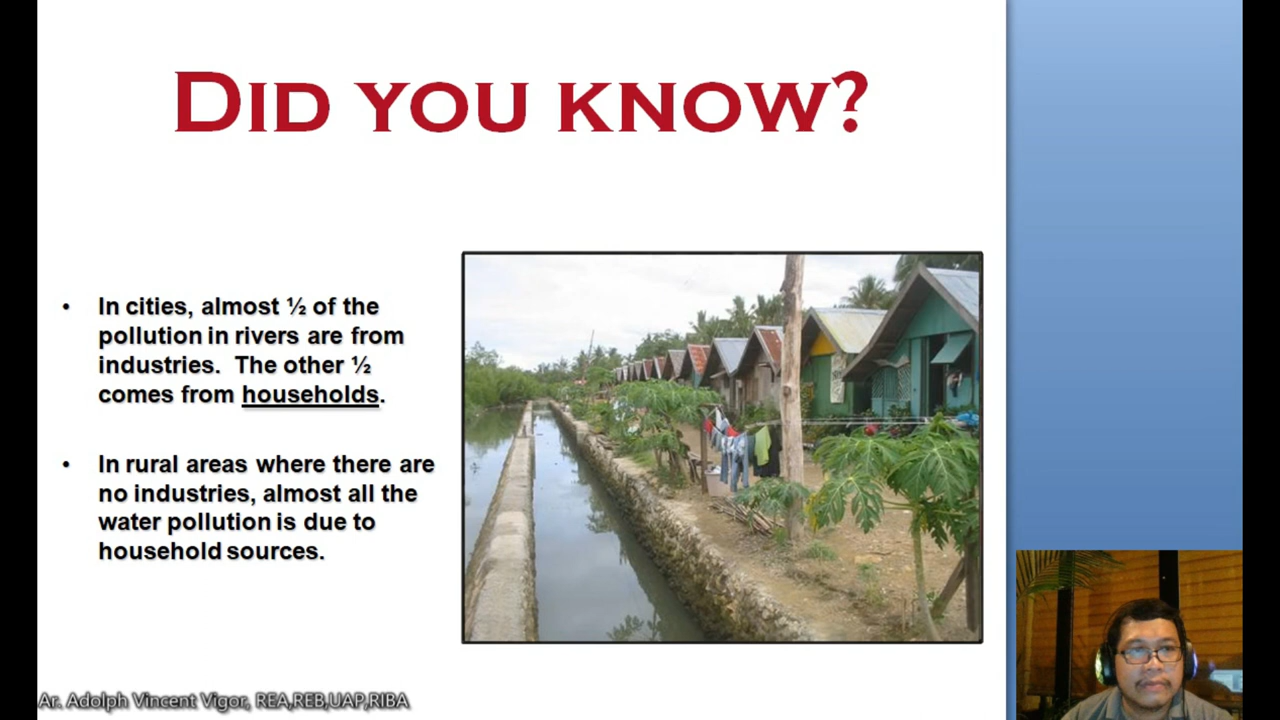 DID YOU KNOW?
• In cities, almost ½ of the
pollution in rivers are from
industries. The other ½
comes from households.
• In rural areas where there are
no industries, almost all the
water pollution is due to
household sources.
Ar. Adolph Vincent Vigor, REA,REB,UAP,RIBA